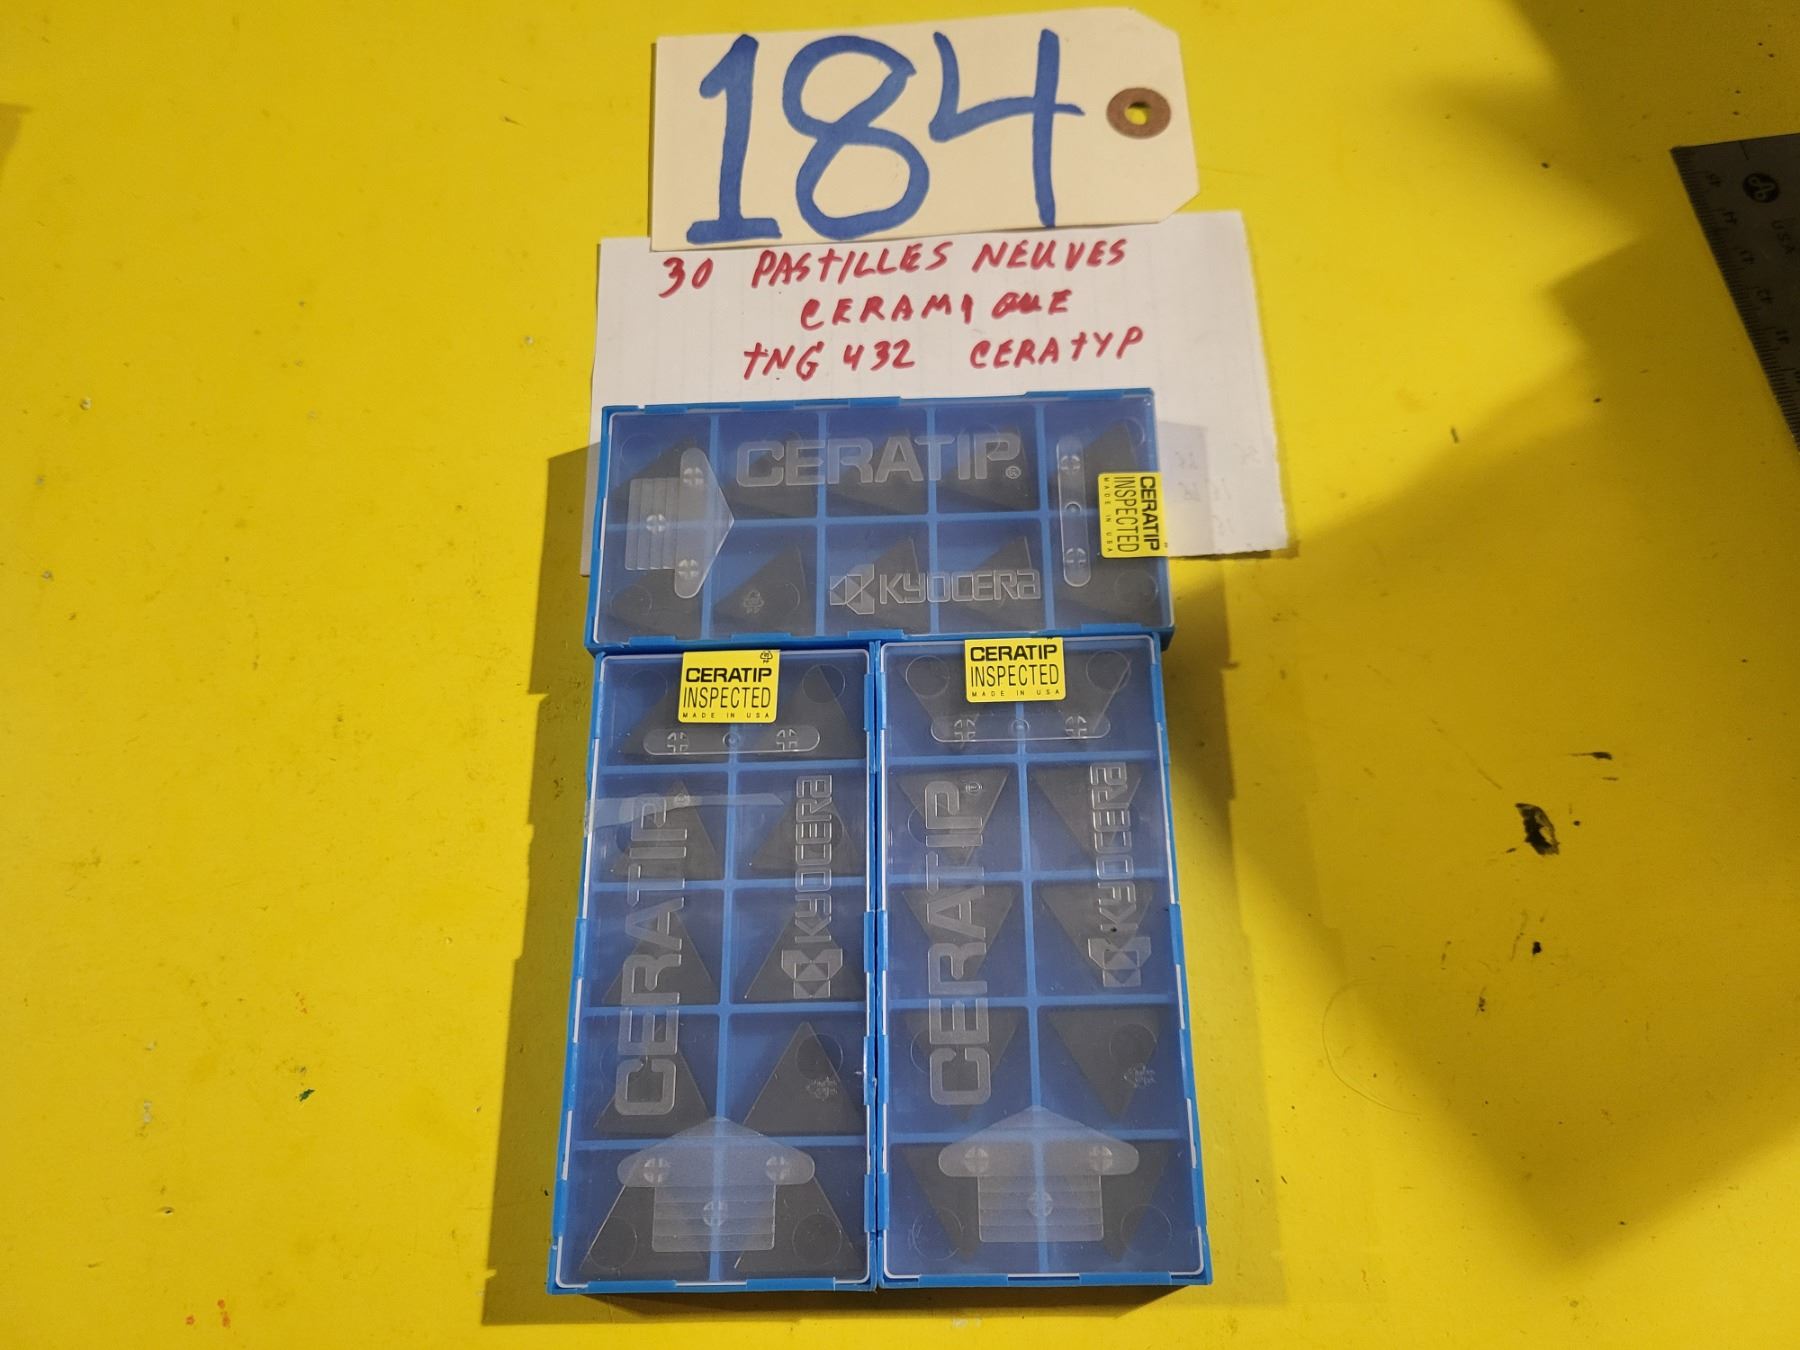 184
30 PASTILLES NEUVES
CERAMIQUE
TNG 432 CERATYP
CERATIP®
KYOCERA
CERATIP
INSPECTED
MADE IN USA
CERATIP
INSPECTED
MADE IN USA
CERATIP®
KYOCERA
CERATIP
INSPECTED
MADE IN USA
CERATIP®
KYOCERA
USA